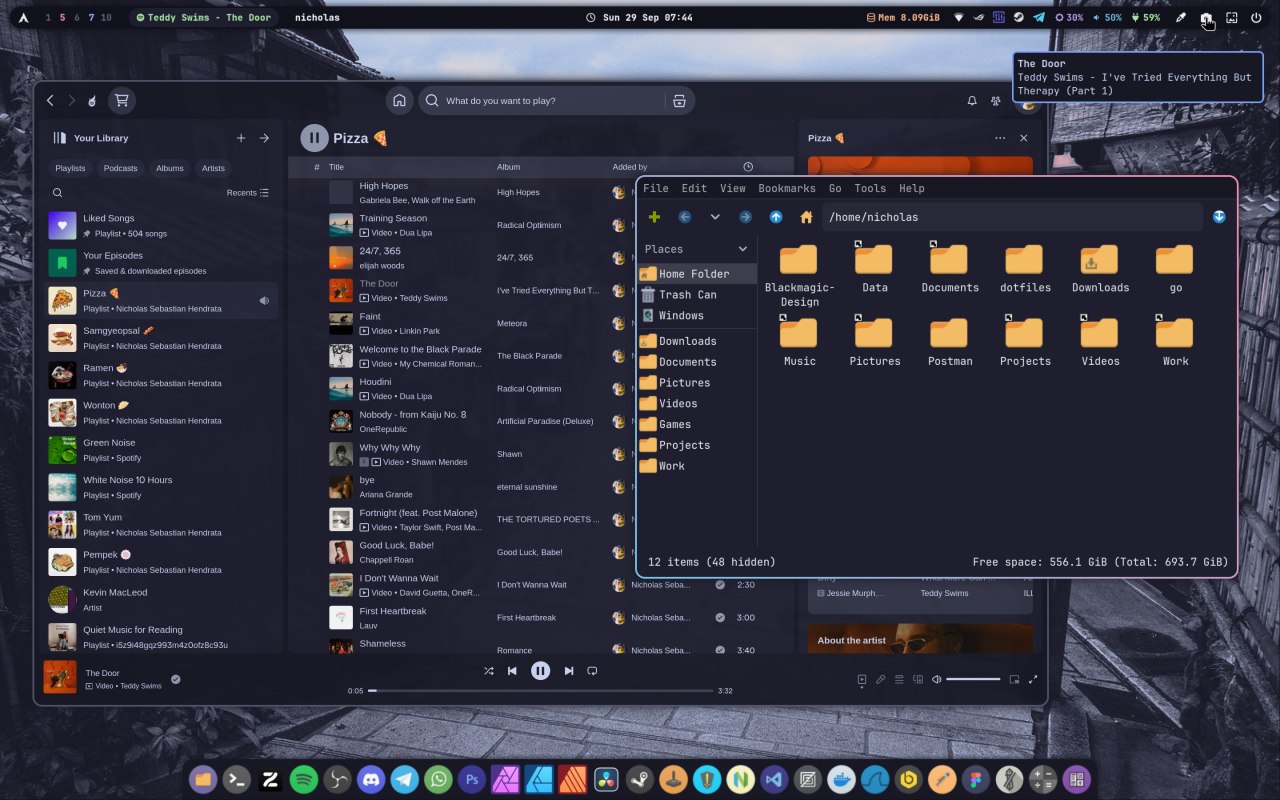 1 5 6 7 10
Teddy Swims - The Door
nicholas
Sun 29 Sep 07:44
Mem 8.09GiB
30%
50%
59%
The Door
Teddy Swims - I've Tried Everything But
Therapy (Part 1)
What do you want to play?
Your Library
Playlists
Podcasts
Albums
Artists
Recents
Liked Songs
Playlist • 504 songs
Your Episodes
Saved & downloaded episodes
Pizza 🍕
Playlist • Nicholas Sebastian Hendrata
Samgyeopsal 🥓
Playlist • Nicholas Sebastian Hendrata
Ramen 🍜
Playlist • Nicholas Sebastian Hendrata
Wonton 🥟
Playlist • Nicholas Sebastian Hendrata
Green Noise
Playlist • Spotify
White Noise 10 Hours
Playlist • Spotify
Tom Yum
Playlist • Nicholas Sebastian Hendrata
Pempek 🍥
Playlist • Nicholas Sebastian Hendrata
Kevin MacLeod
Artist
Quiet Music for Reading
Playlist • i5z9i48gqz993m4z0ofz8c93u
Pizza 🍕
# Title Album Added by
High Hopes
Gabriela Bee, Walk off the Earth
High Hopes
Training Season
Video • Dua Lipa
Radical Optimism
24/7, 365
elijah woods
24/7, 365
The Door
Video • Teddy Swims
I've Tried Everything But T...
Faint
Video • Linkin Park
Meteora
Welcome to the Black Parade
Video • My Chemical Roman...
The Black Parade
Houdini
Video • Dua Lipa
Radical Optimism
Nobody - from Kaiju No. 8
OneRepublic
Artificial Paradise (Deluxe)
Why Why Why
Video • Shawn Mendes
Shawn
bye
Ariana Grande
eternal sunshine
Fortnight (feat. Post Malone)
Video • Taylor Swift, Post Ma...
THE TORTURED POETS ...
Good Luck, Babe!
Chappell Roan
Good Luck, Babe!
I Don't Wanna Wait
Video • David Guetta, OneR...
I Don't Wanna Wait
Nicholas Seba...
2:30
First Heartbreak
Lauv
First Heartbreak
Nicholas Seba...
3:00
Shameless
Romance
Nicholas Seba...
3:40
Pizza 🍕
Jessie Murph...
Teddy Swims
About the artist
The Door
Video • Teddy Swims
0:05
3:32
File Edit View Bookmarks Go Tools Help
/home/nicholas
Places
Home Folder
Trash Can
Windows
Downloads
Documents
Pictures
Videos
Games
Projects
Work
Blackmagic-
Design
Data
Documents
dotfiles
Downloads
go
Music
Pictures
Postman
Projects
Videos
Work
12 items (48 hidden)
Free space: 556.1 GiB (Total: 693.7 GiB)
Ps